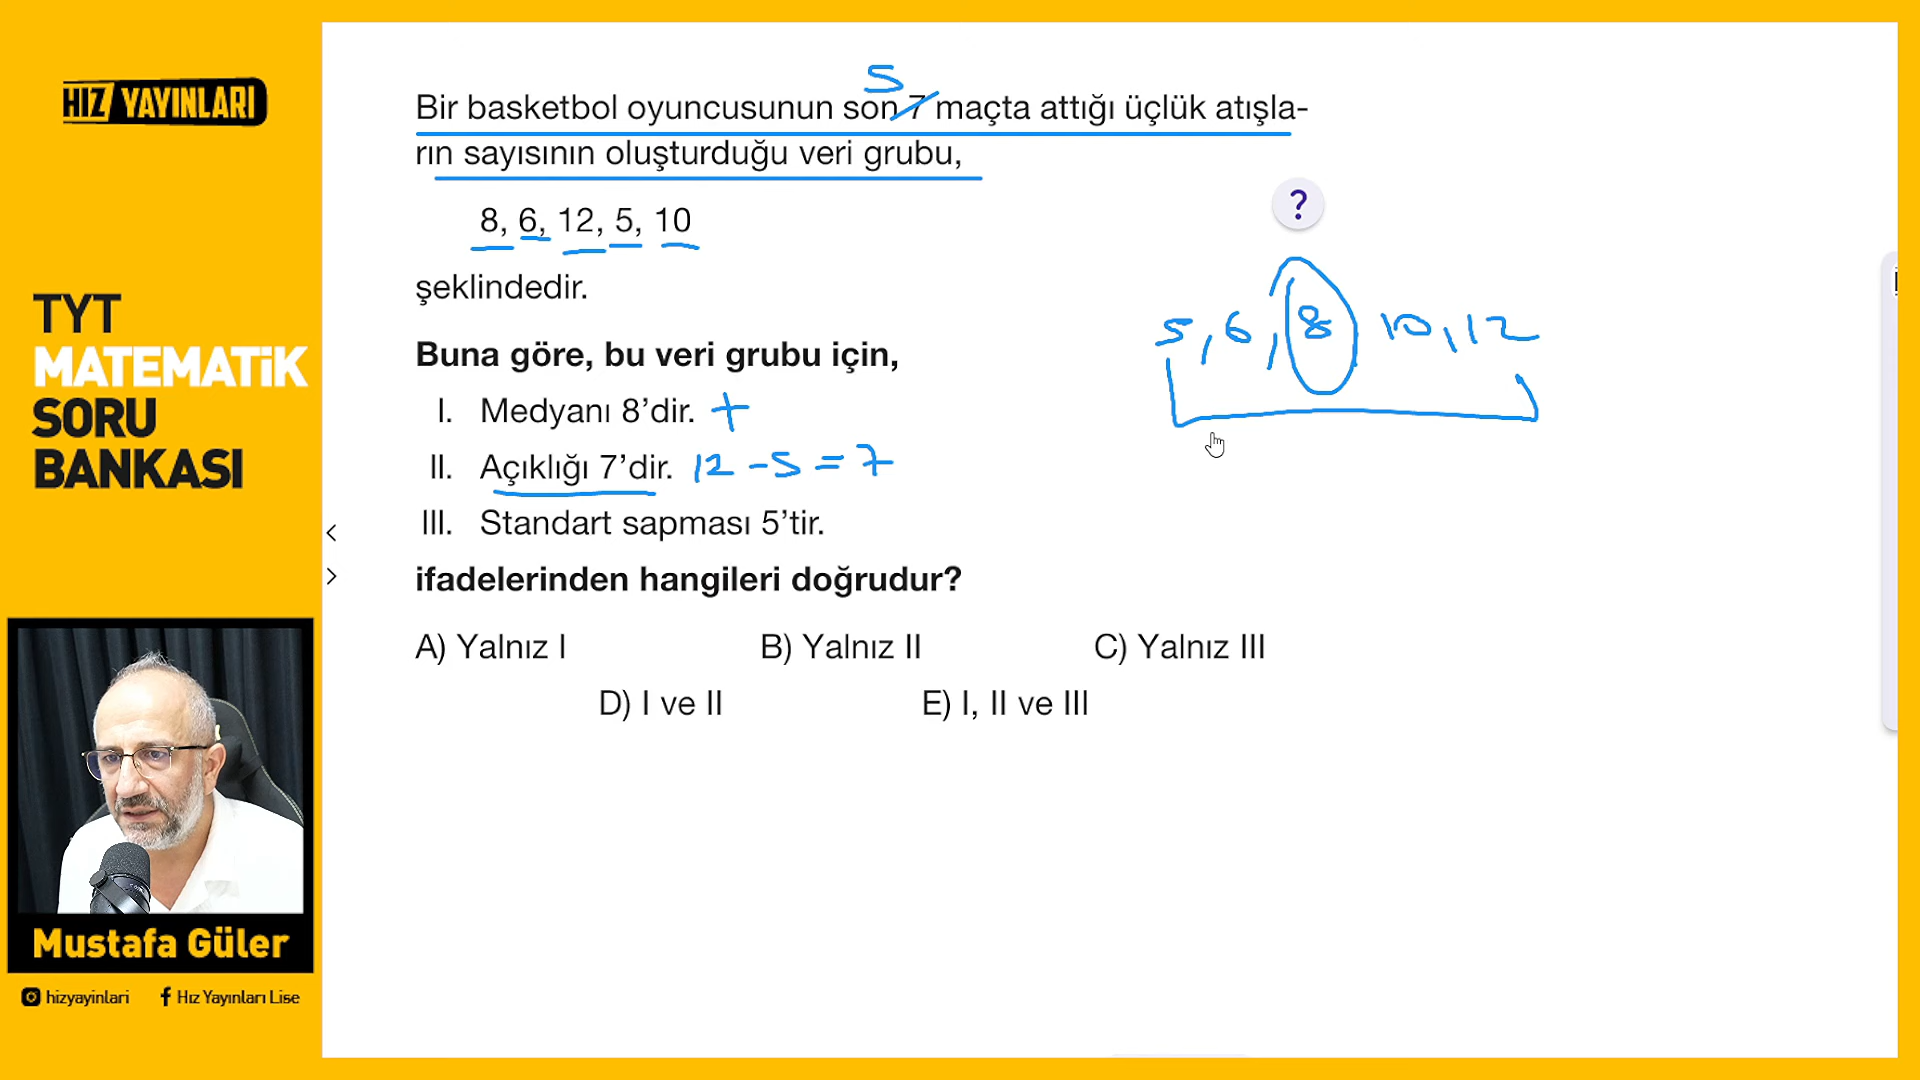 HIZ YAYINLARI
TYT
MATEMATİK
SORU
BANKASI
Mustafa Güler
hizyayinlari
Hız Yayınları Lise
5
Bir basketbol oyuncusunun son 7 maçta attığı üçlük atışla-
rın sayısının oluşturduğu veri grubu,
8, 6, 12, 5, 10
şeklindedir.
Buna göre, bu veri grubu için,
I. Medyanı 8’dir. +
II. Açıklığı 7’dir. 12 - 5 = 7
III. Standart sapması 5’tir.
ifadelerinden hangileri doğrudur?
A) Yalnız I B) Yalnız II C) Yalnız III
D) I ve II E) I, II ve III
?
5, 6, 8 10, 12